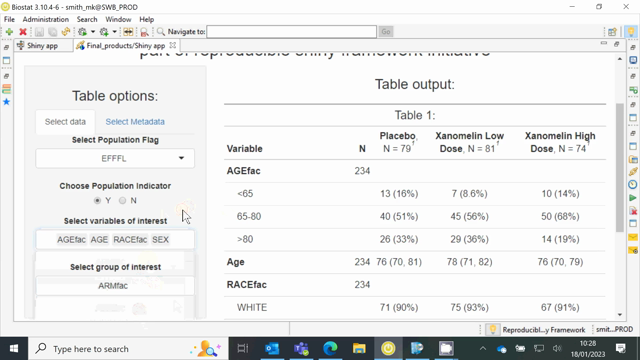 Biostat 3.10.4-6 - smith_mk@SWB_PROD
Administration Search Window Help
Navigate to:
Shiny app Final_products/Shiny app
part of reproducible shiny framework initiative
Table options:
Select data Select Metadata
Select Population Flag
EFFFL
Choose Population Indicator
Y N
Select variables of interest
AGEfac AGE RACEfac SEX
Select group of interest
ARMfac
Table output:
Table 1:
Variable N Placebo, N = 79† Xanomelin Low Dose, N = 81† Xanomelin High Dose, N = 74†
AGEfac 234
<65 13 (16%) 7 (8.6%) 10 (14%)
65-80 40 (51%) 45 (56%) 50 (68%)
>80 26 (33%) 29 (36%) 14 (19%)
Age 234 76 (70, 81) 78 (71, 82) 76 (70, 79)
RACEfac 234
WHITE 71 (90%) 75 (93%) 67 (91%)
Reproducibl...y Framework smit..._PROD
Type here to search
10:28
18/01/2023